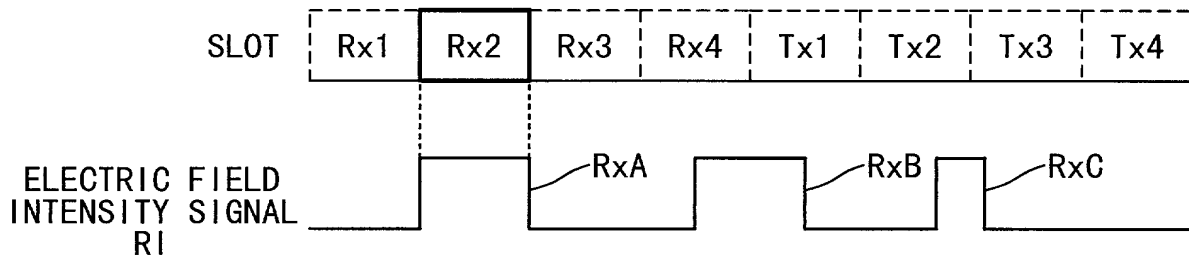 SLOT Rx1 Rx2 Rx3 Rx4 Tx1 Tx2 Tx3 Tx4
RxA RxB RxC
ELECTRIC FIELD
INTENSITY SIGNAL
RI